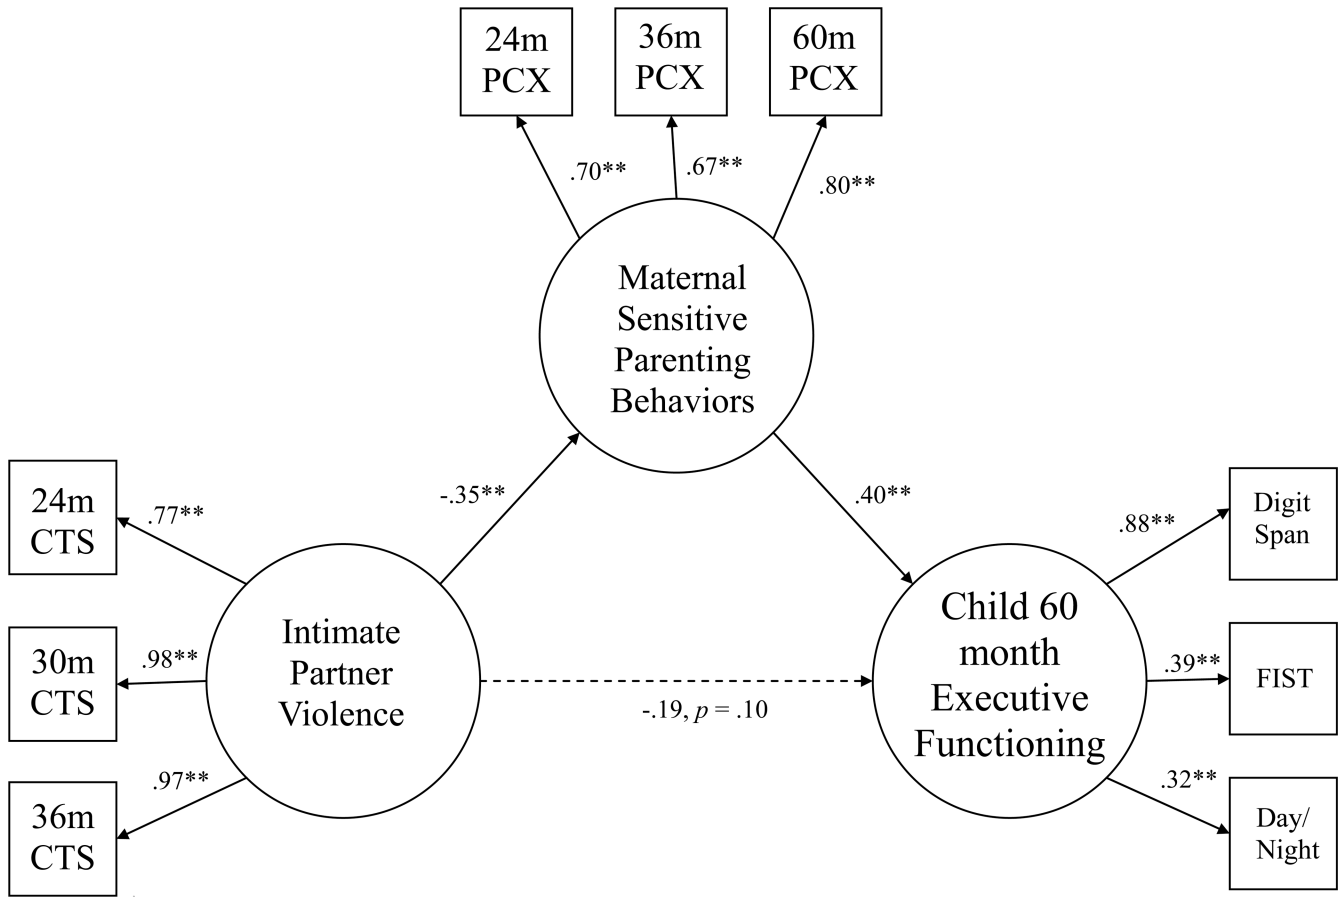 24m
PCX
36m
PCX
60m
PCX
.70**
.67**
.80**
Maternal
Sensitive
Parenting
Behaviors
-.35**
.40**
24m
CTS
.77**
30m
CTS
.98**
36m
CTS
.97**
Intimate
Partner
Violence
-.19, p = .10
Child 60
month
Executive
Functioning
.88**
Digit
Span
.39**
FIST
.32**
Day/
Night